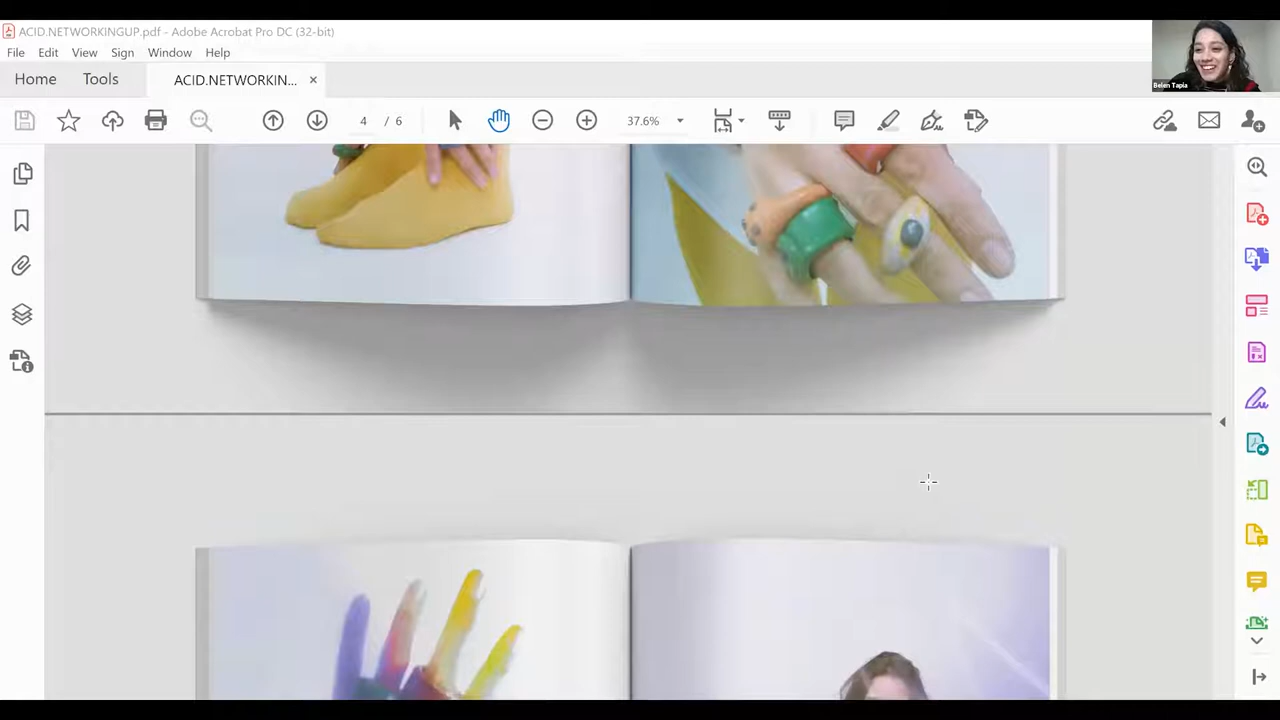 ACID.NETWORKINGUP.pdf - Adobe Acrobat Pro DC (32-bit)
File Edit View Sign Window Help
Home Tools ACID.NETWORKIN... ×
4 / 6 37.6%
Belen Tapia